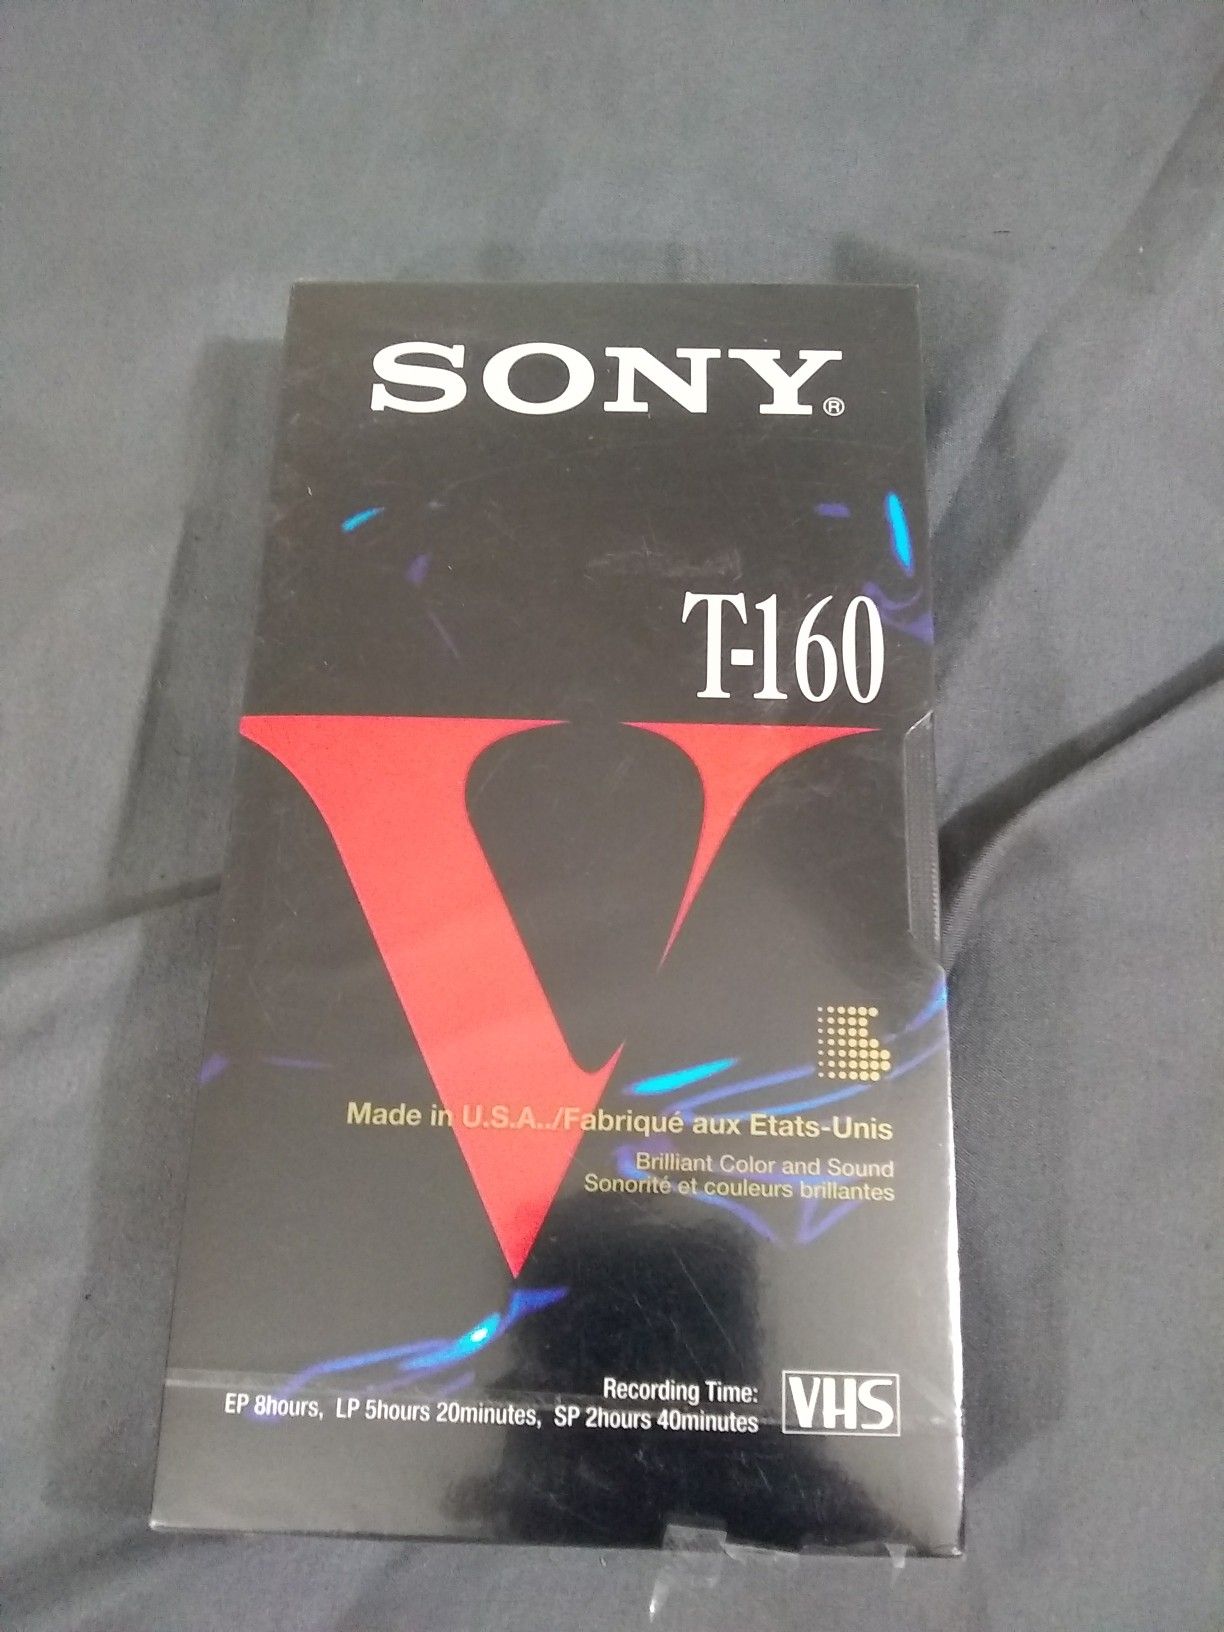 SONY®
T-160
V
Made in U.S.A../Fabriqué aux Etats-Unis
Brilliant Color and Sound
Sonorité et couleurs brillantes
Recording Time:
EP 8hours, LP 5hours 20minutes, SP 2hours 40minutes
VHS